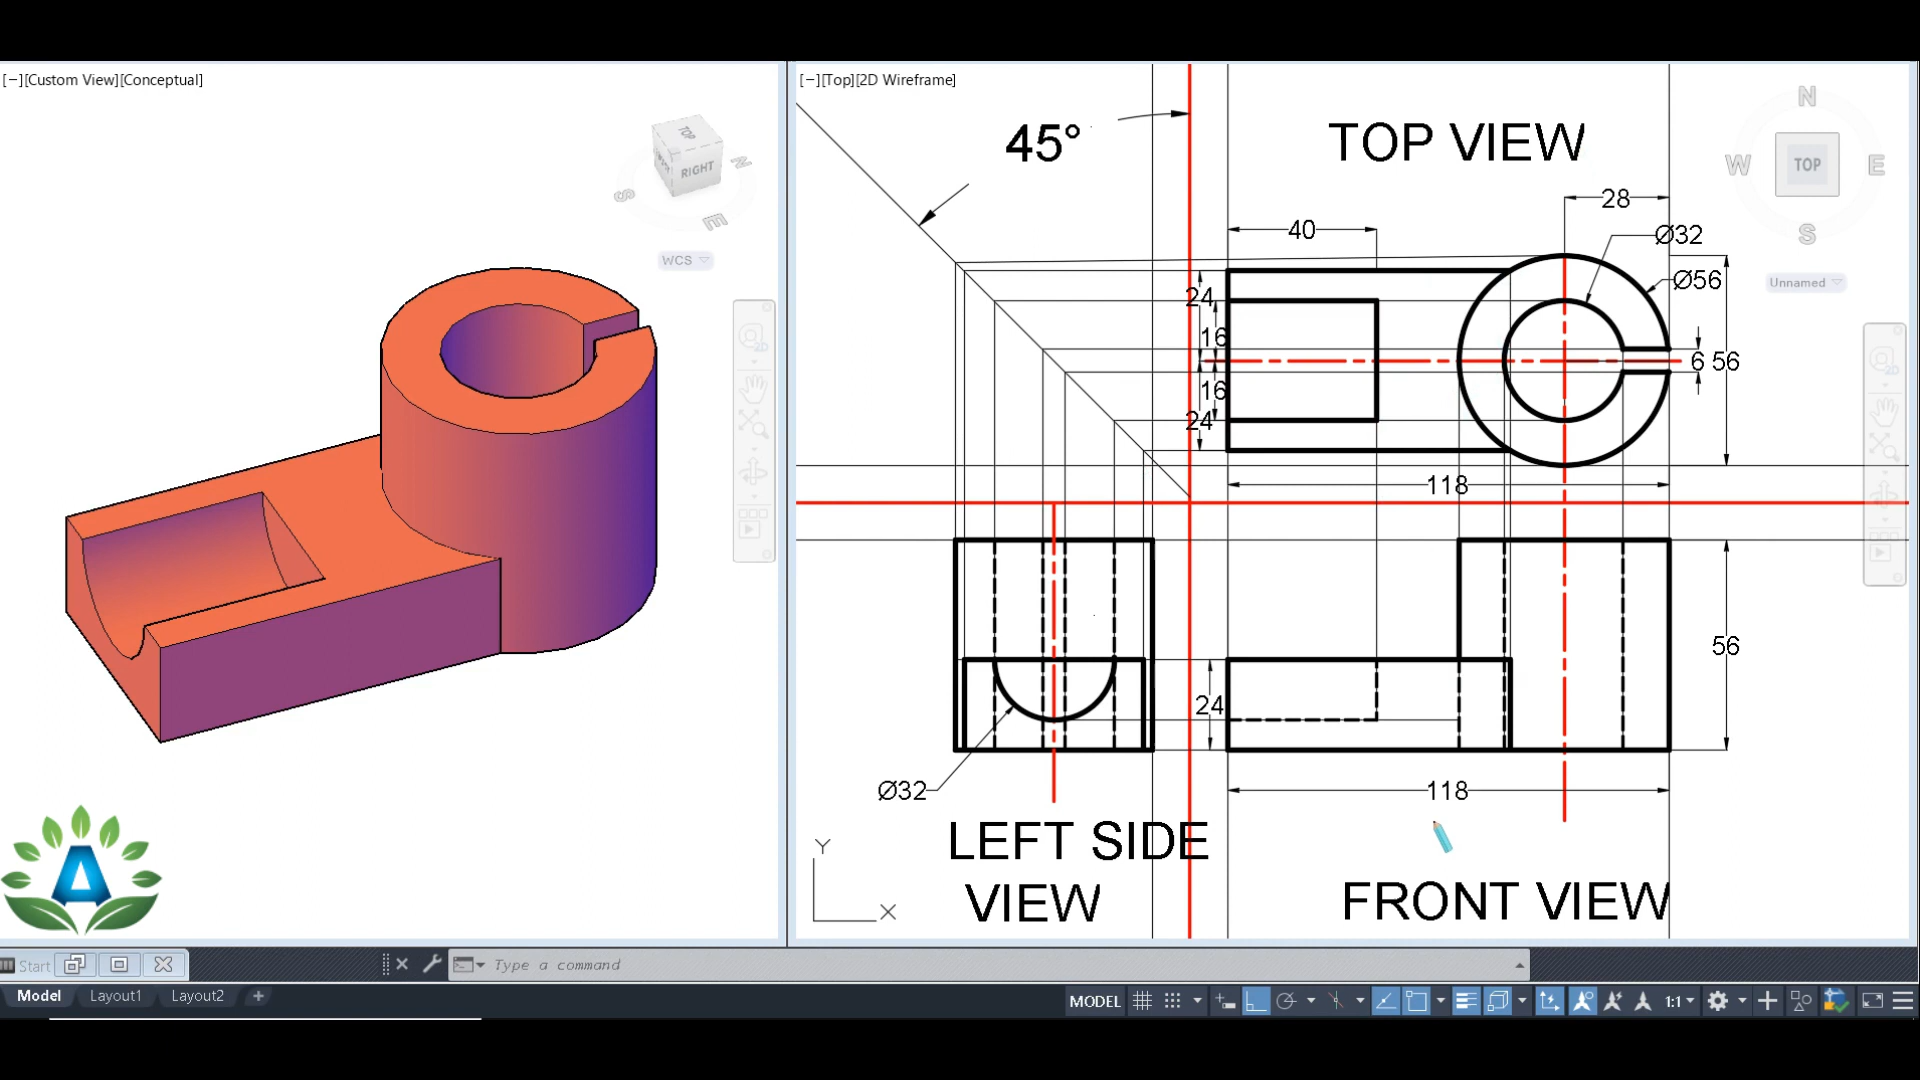 [−][Custom View][Conceptual]
TOP
RIGHT
N
S
E
WCS
[−][Top][2D Wireframe]
45°
TOP VIEW
N
W
TOP
E
S
Unnamed
28
40
Ø32
Ø56
24
16
6 56
16
24
118
56
24
Ø32
118
LEFT SIDE
VIEW
FRONT VIEW
Y
X
A
Start
Type a command
Model
Layout1
Layout2
+
MODEL
1:1